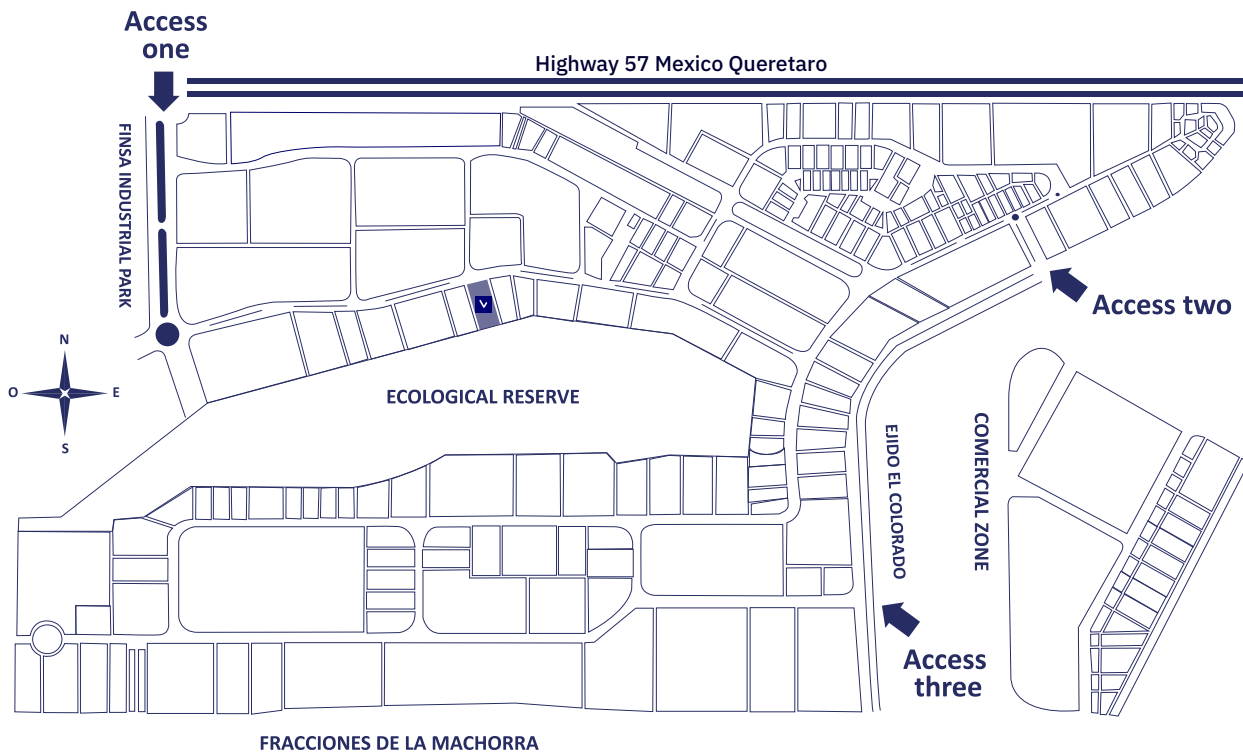 Access
one
Highway 57 Mexico Queretaro
FINSA INDUSTRIAL PARK
Access two
N
O
E
S
ECOLOGICAL RESERVE
EJIDO EL COLORADO
COMERCIAL ZONE
Access
three
FRACCIONES DE LA MACHORRA